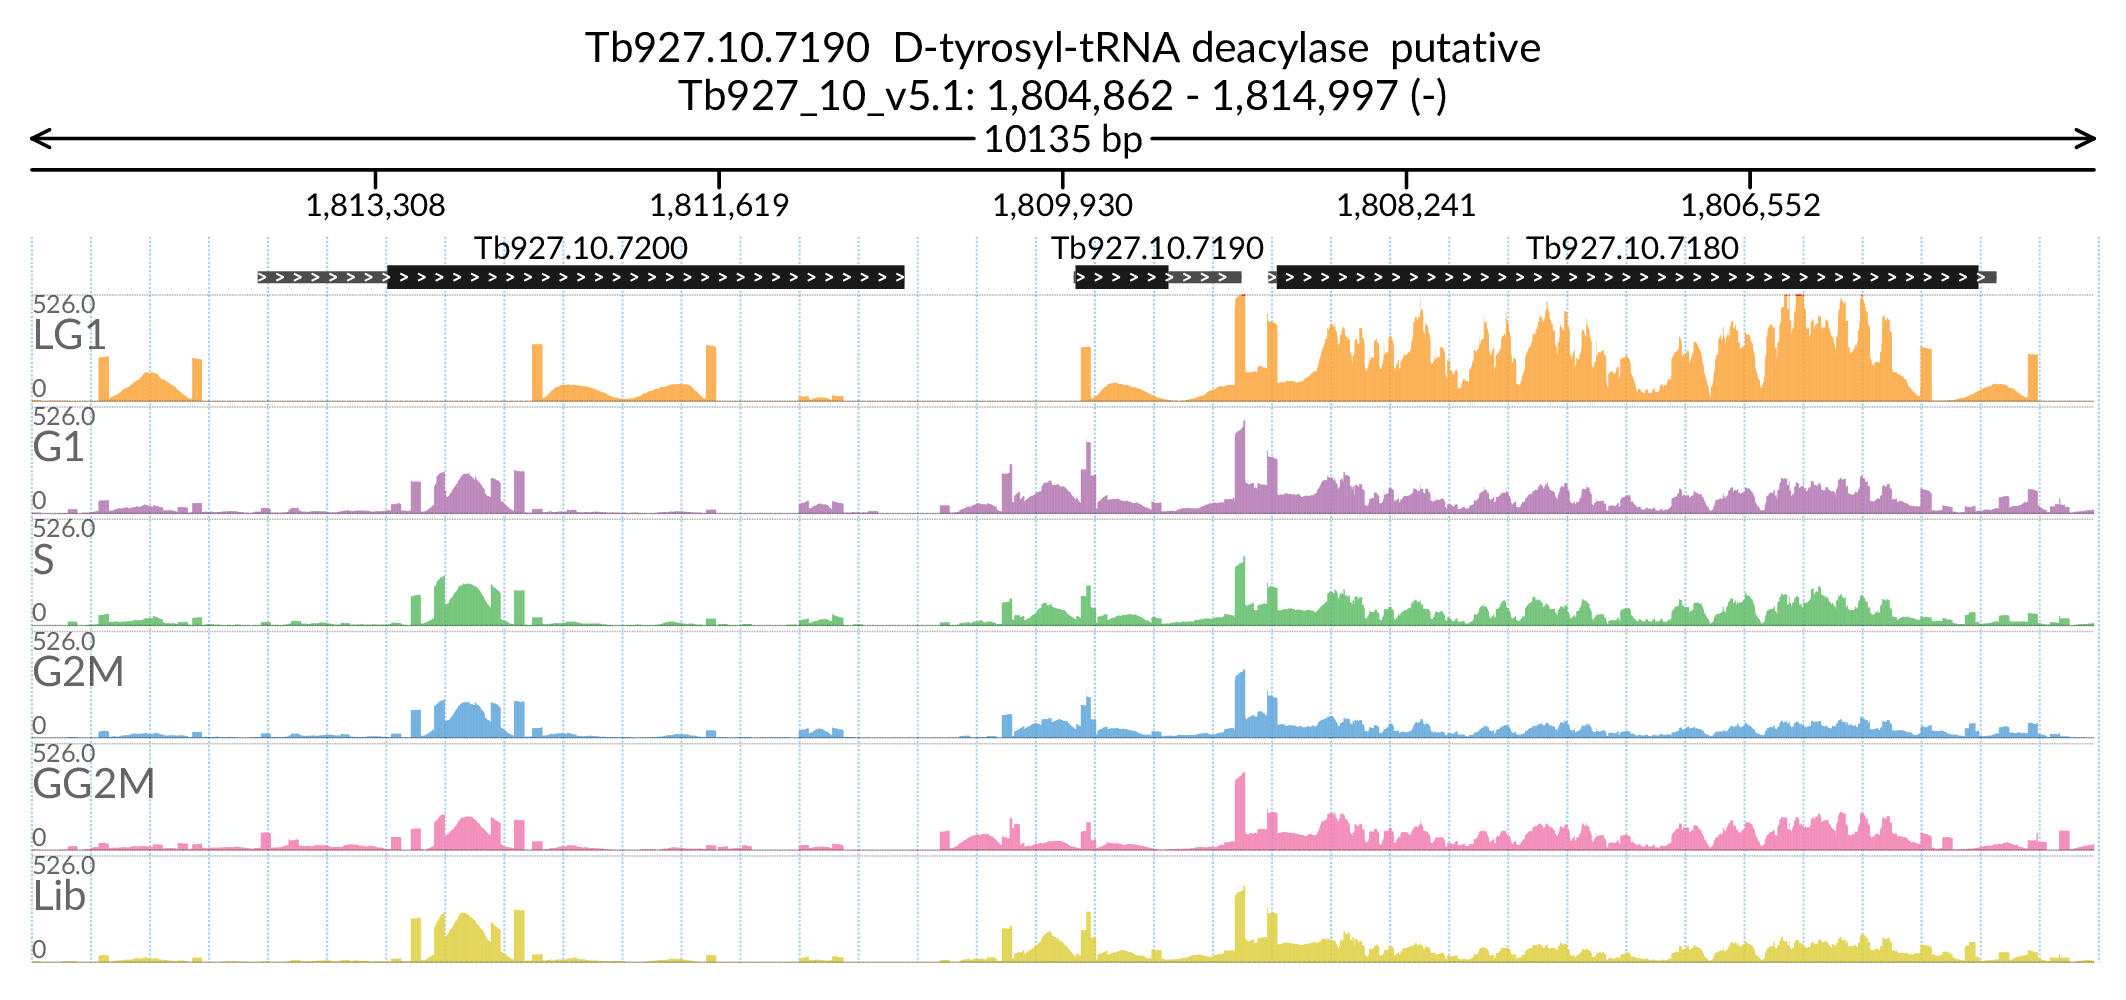 Tb927.10.7190  D-tyrosyl-tRNA deacylase  putative
Tb927_10_v5.1: 1,804,862 - 1,814,997 (-)
10135 bp
1,813,308 1,811,619 1,809,930 1,808,241 1,806,552
Tb927.10.7200 Tb927.10.7190 Tb927.10.7180
526.0
LG1
0
526.0
G1
0
526.0
S
0
526.0
G2M
0
526.0
GG2M
0
526.0
Lib
0